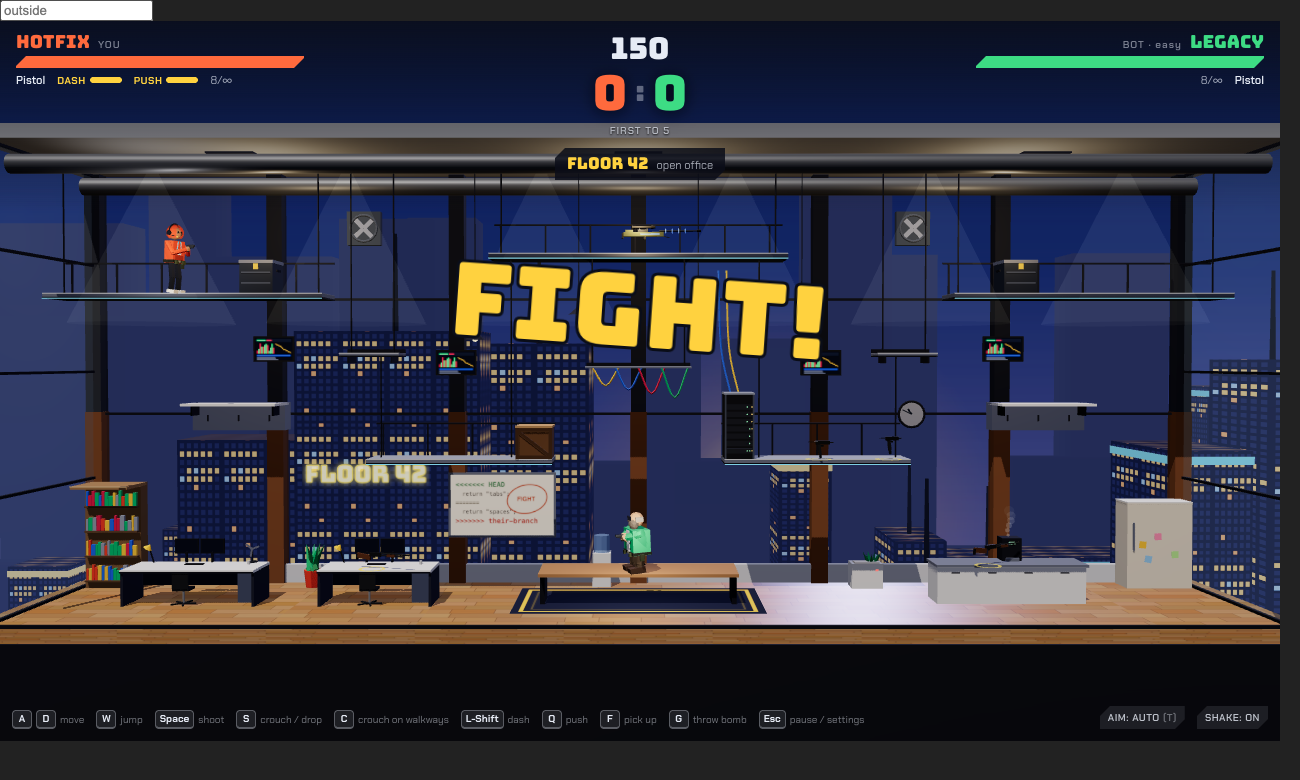 outside
HOTFIX YOU
150
BOT · easy LEGACY
Pistol DASH PUSH 8/∞
0 : 0
8/∞ Pistol
FIRST TO 5
FLOOR 42 open office
FIGHT!
FLOOR 42
<<<<<<< HEAD
return "tabs"
=======
return "spaces"
>>>>>>> their-branch
FIGHT
A D move W jump Space shoot S crouch / drop C crouch on walkways L-Shift dash Q push F pick up G throw bomb Esc pause / settings
AIM: AUTO [T] SHAKE: ON